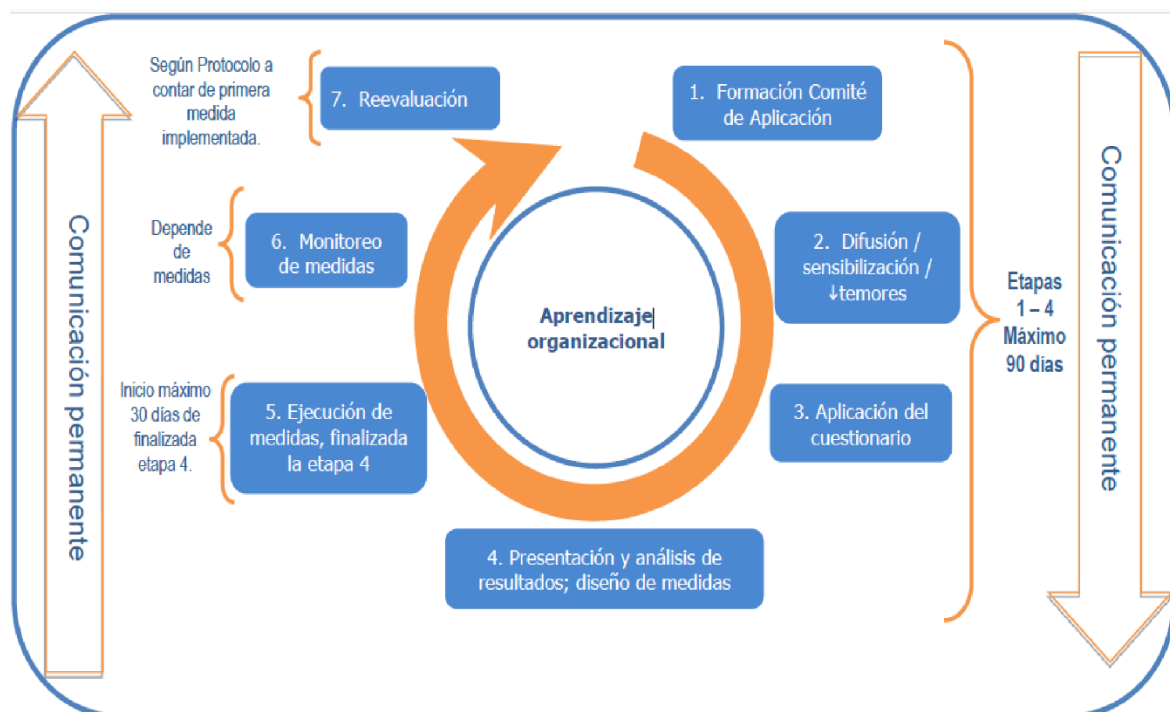 Comunicación permanente
Según Protocolo a
contar de primera
medida
implementada.
7. Reevaluación
1. Formación Comité
de Aplicación
Depende
de
medidas
6. Monitoreo
de medidas
2. Difusión /
sensibilización /
↓temores
Aprendizaje
organizacional
Etapas
1 – 4
Máximo
90 días
Inicio máximo
30 días de
finalizada
etapa 4.
5. Ejecución de
medidas, finalizada
la etapa 4
3. Aplicación del
cuestionario
4. Presentación y análisis de
resultados; diseño de medidas
Comunicación permanente